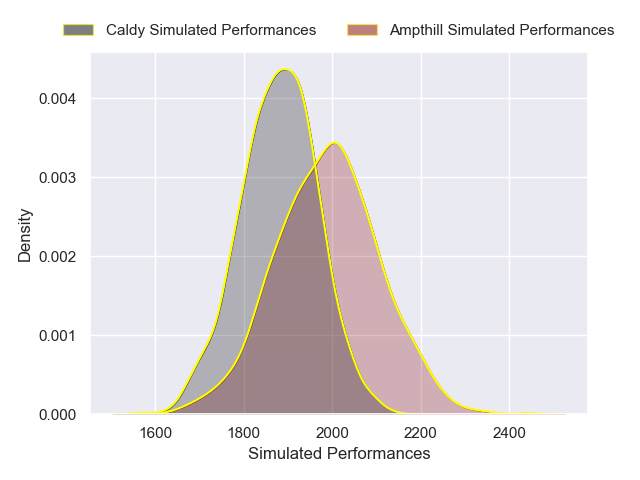 Caldy Simulated Performances Ampthill Simulated Performances
0.004
0.003
0.002
0.001
0.000
Density
1600 1800 2000 2200 2400
Simulated Performances